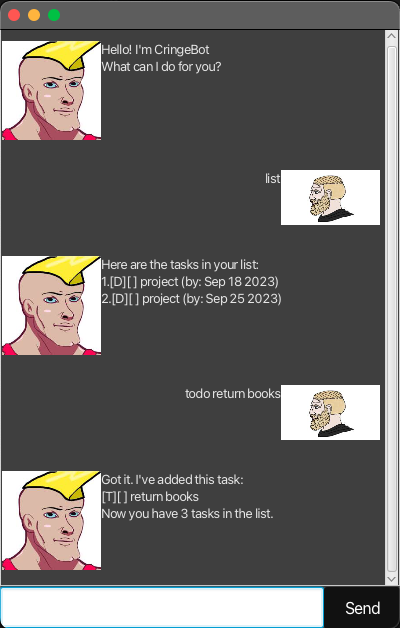 Hello! I'm CringeBot
What can I do for you?
list
Here are the tasks in your list:
1.[D][ ] project (by: Sep 18 2023)
2.[D][ ] project (by: Sep 25 2023)
todo return books
Got it. I've added this task:
[T][ ] return books
Now you have 3 tasks in the list.
Send